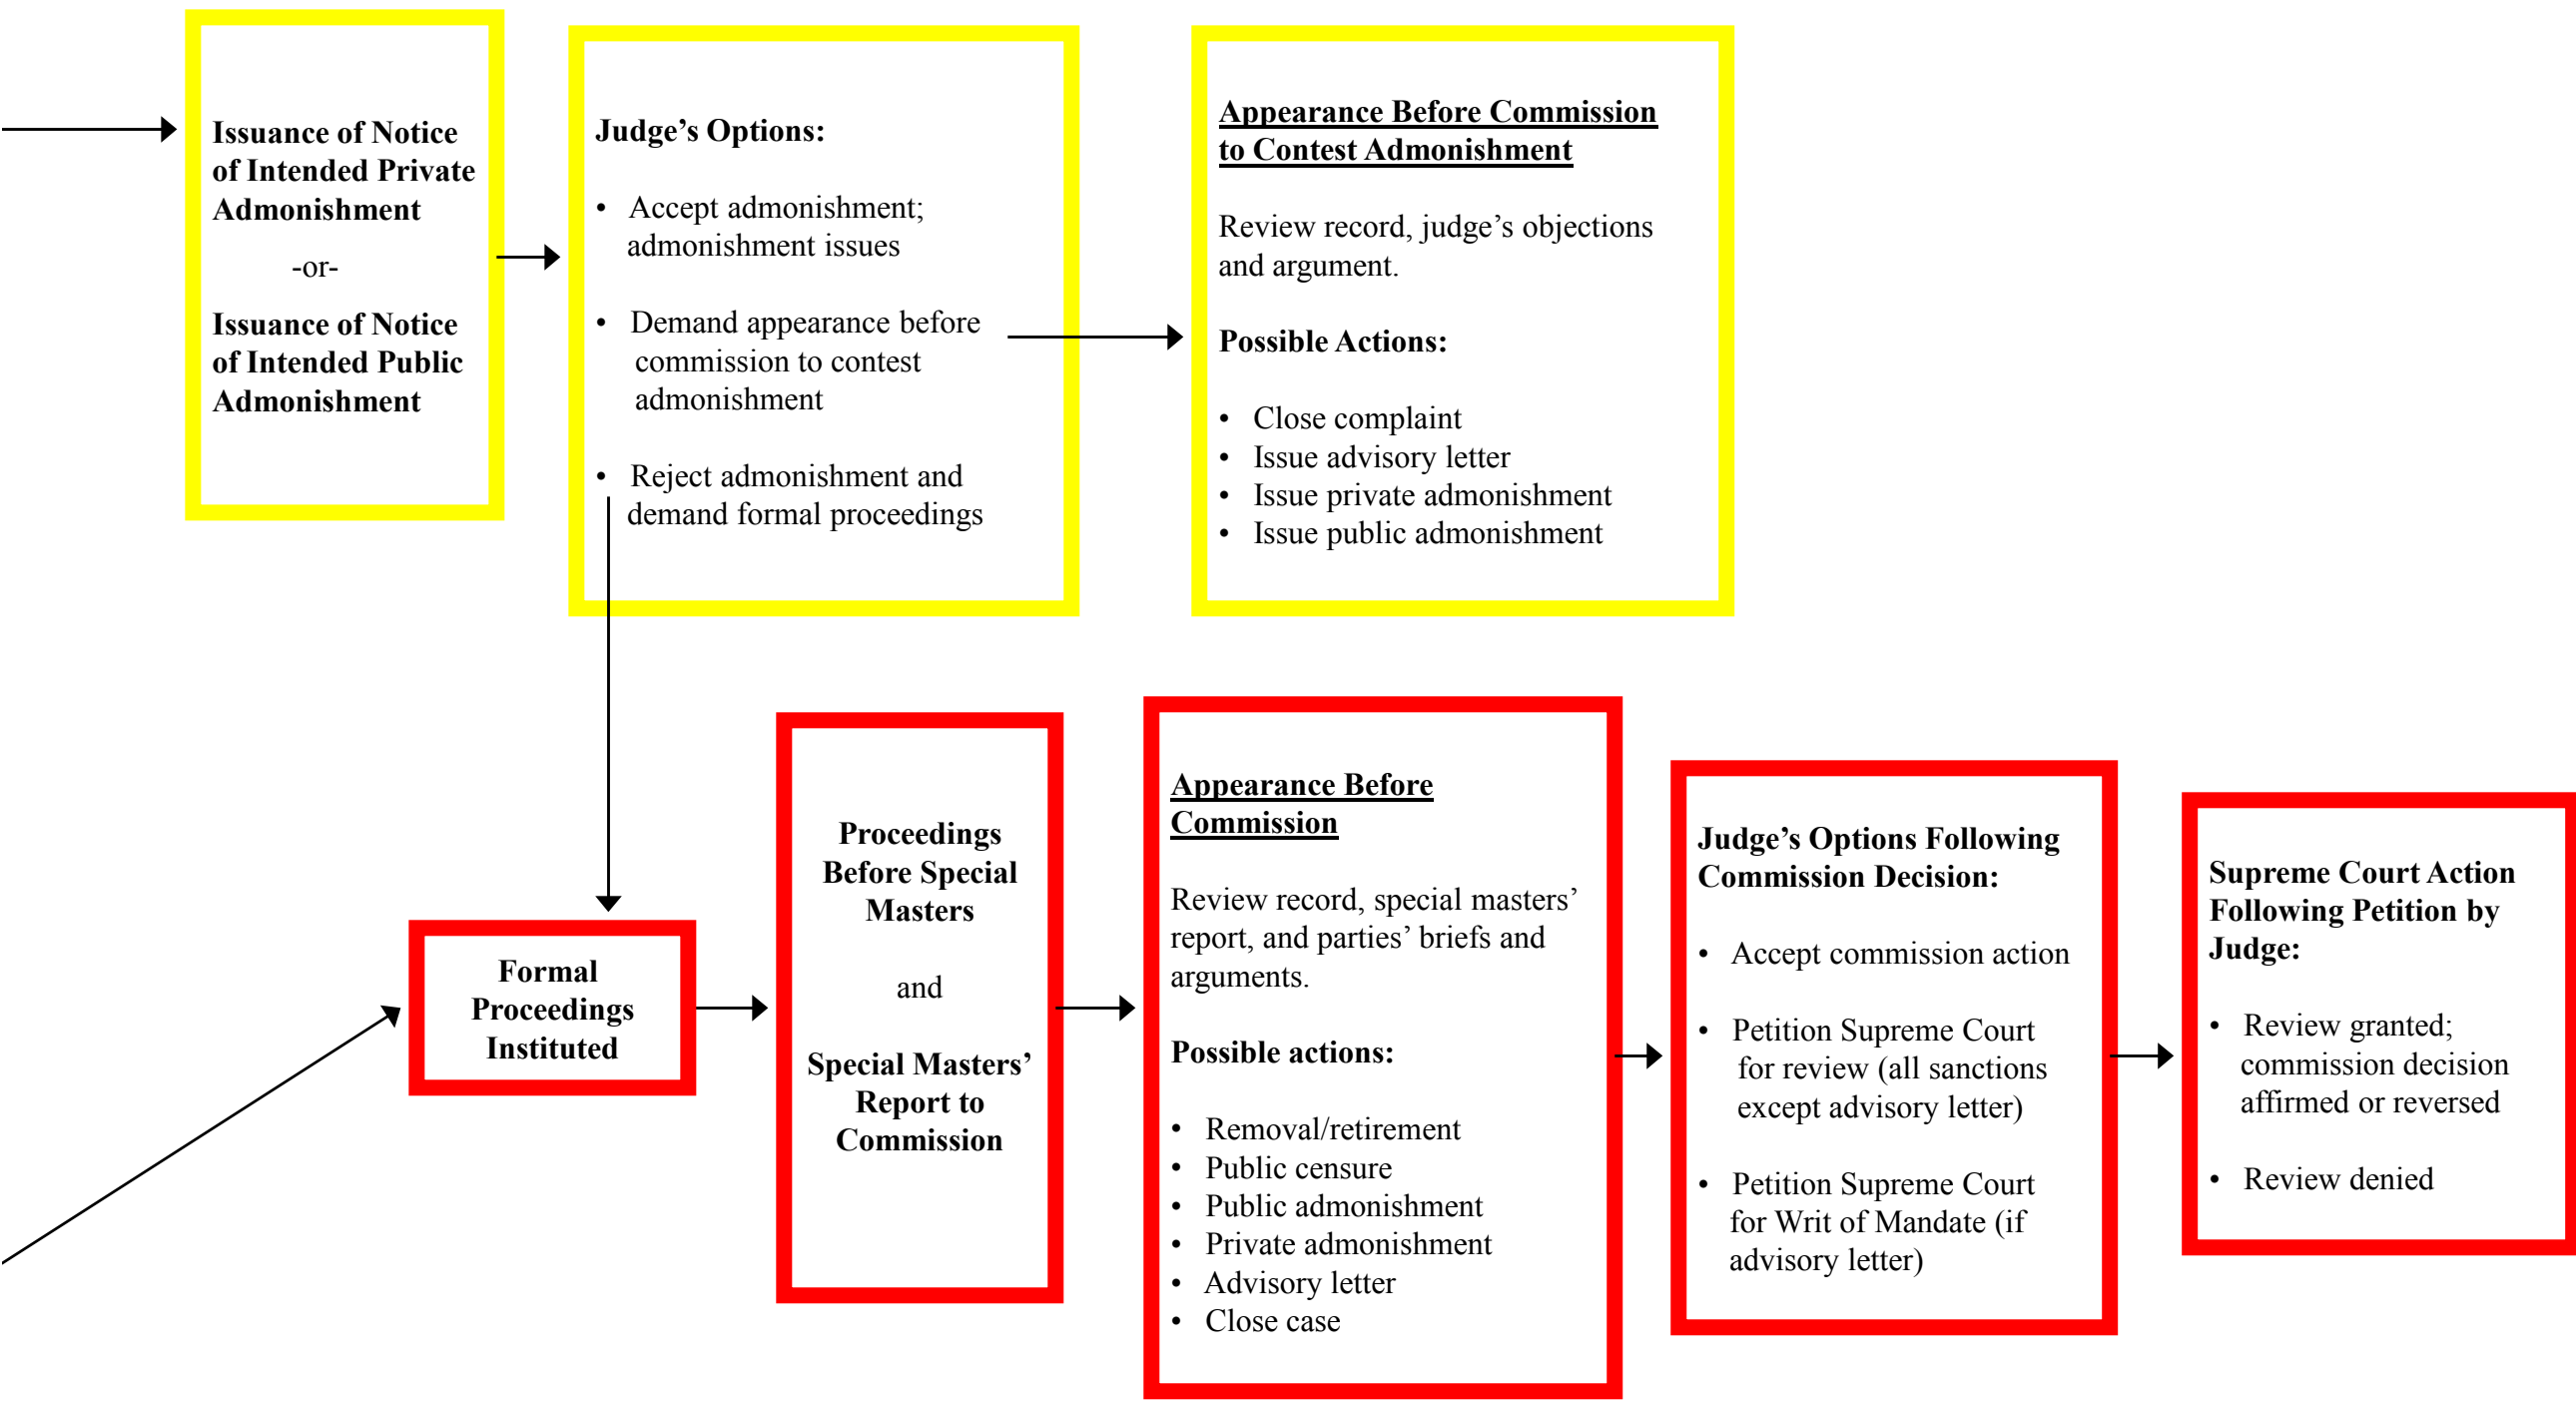 Issuance of Notice
of Intended Private
Admonishment
-or-
Issuance of Notice
of Intended Public
Admonishment
Judge’s Options:
• Accept admonishment;
admonishment issues
• Demand appearance before
commission to contest
admonishment
• Reject admonishment and
demand formal proceedings
Appearance Before Commission
to Contest Admonishment
Review record, judge’s objections
and argument.
Possible Actions:
• Close complaint
• Issue advisory letter
• Issue private admonishment
• Issue public admonishment
Formal
Proceedings
Instituted
Proceedings
Before Special
Masters
and
Special Masters’
Report to
Commission
Appearance Before
Commission
Review record, special masters’
report, and parties’ briefs and
arguments.
Possible actions:
• Removal/retirement
• Public censure
• Public admonishment
• Private admonishment
• Advisory letter
• Close case
Judge’s Options Following
Commission Decision:
• Accept commission action
• Petition Supreme Court
for review (all sanctions
except advisory letter)
• Petition Supreme Court
for Writ of Mandate (if
advisory letter)
Supreme Court Action
Following Petition by
Judge:
• Review granted;
commission decision
affirmed or reversed
• Review denied